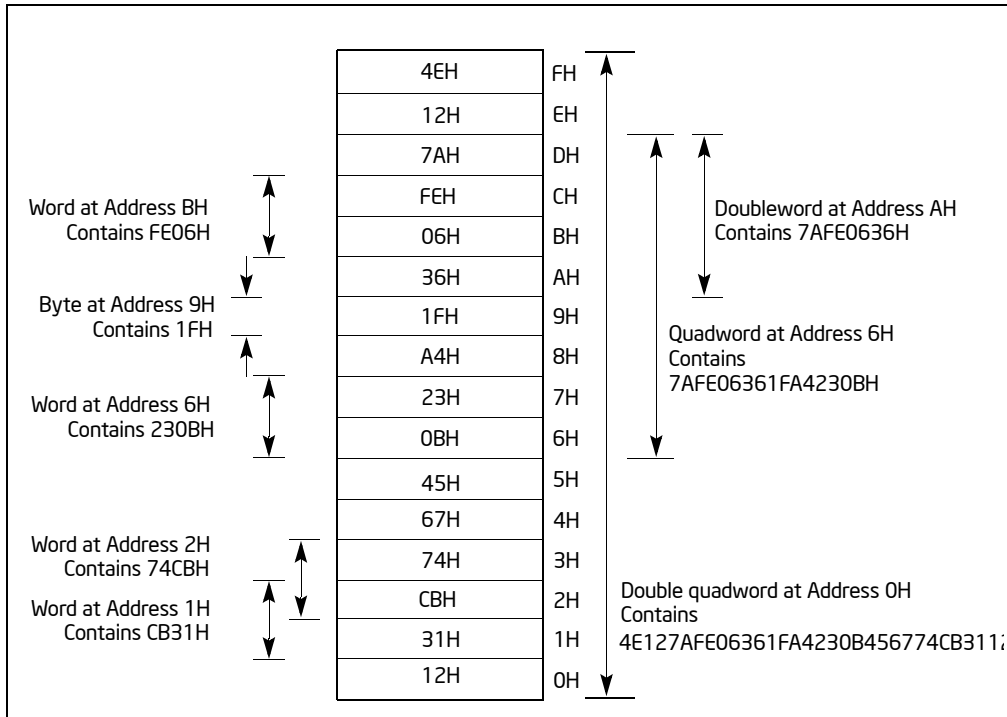 4EH FH
12H EH
7AH DH
FEH CH
06H BH
36H AH
1FH 9H
A4H 8H
23H 7H
0BH 6H
45H 5H
67H 4H
74H 3H
CBH 2H
31H 1H
12H 0H
Word at Address BH
Contains FE06H
Byte at Address 9H
Contains 1FH
Word at Address 6H
Contains 230BH
Word at Address 2H
Contains 74CBH
Word at Address 1H
Contains CB31H
Doubleword at Address AH
Contains 7AFE0636H
Quadword at Address 6H
Contains
7AFE06361FA4230BH
Double quadword at Address 0H
Contains
4E127AFE06361FA4230B456774CB3112